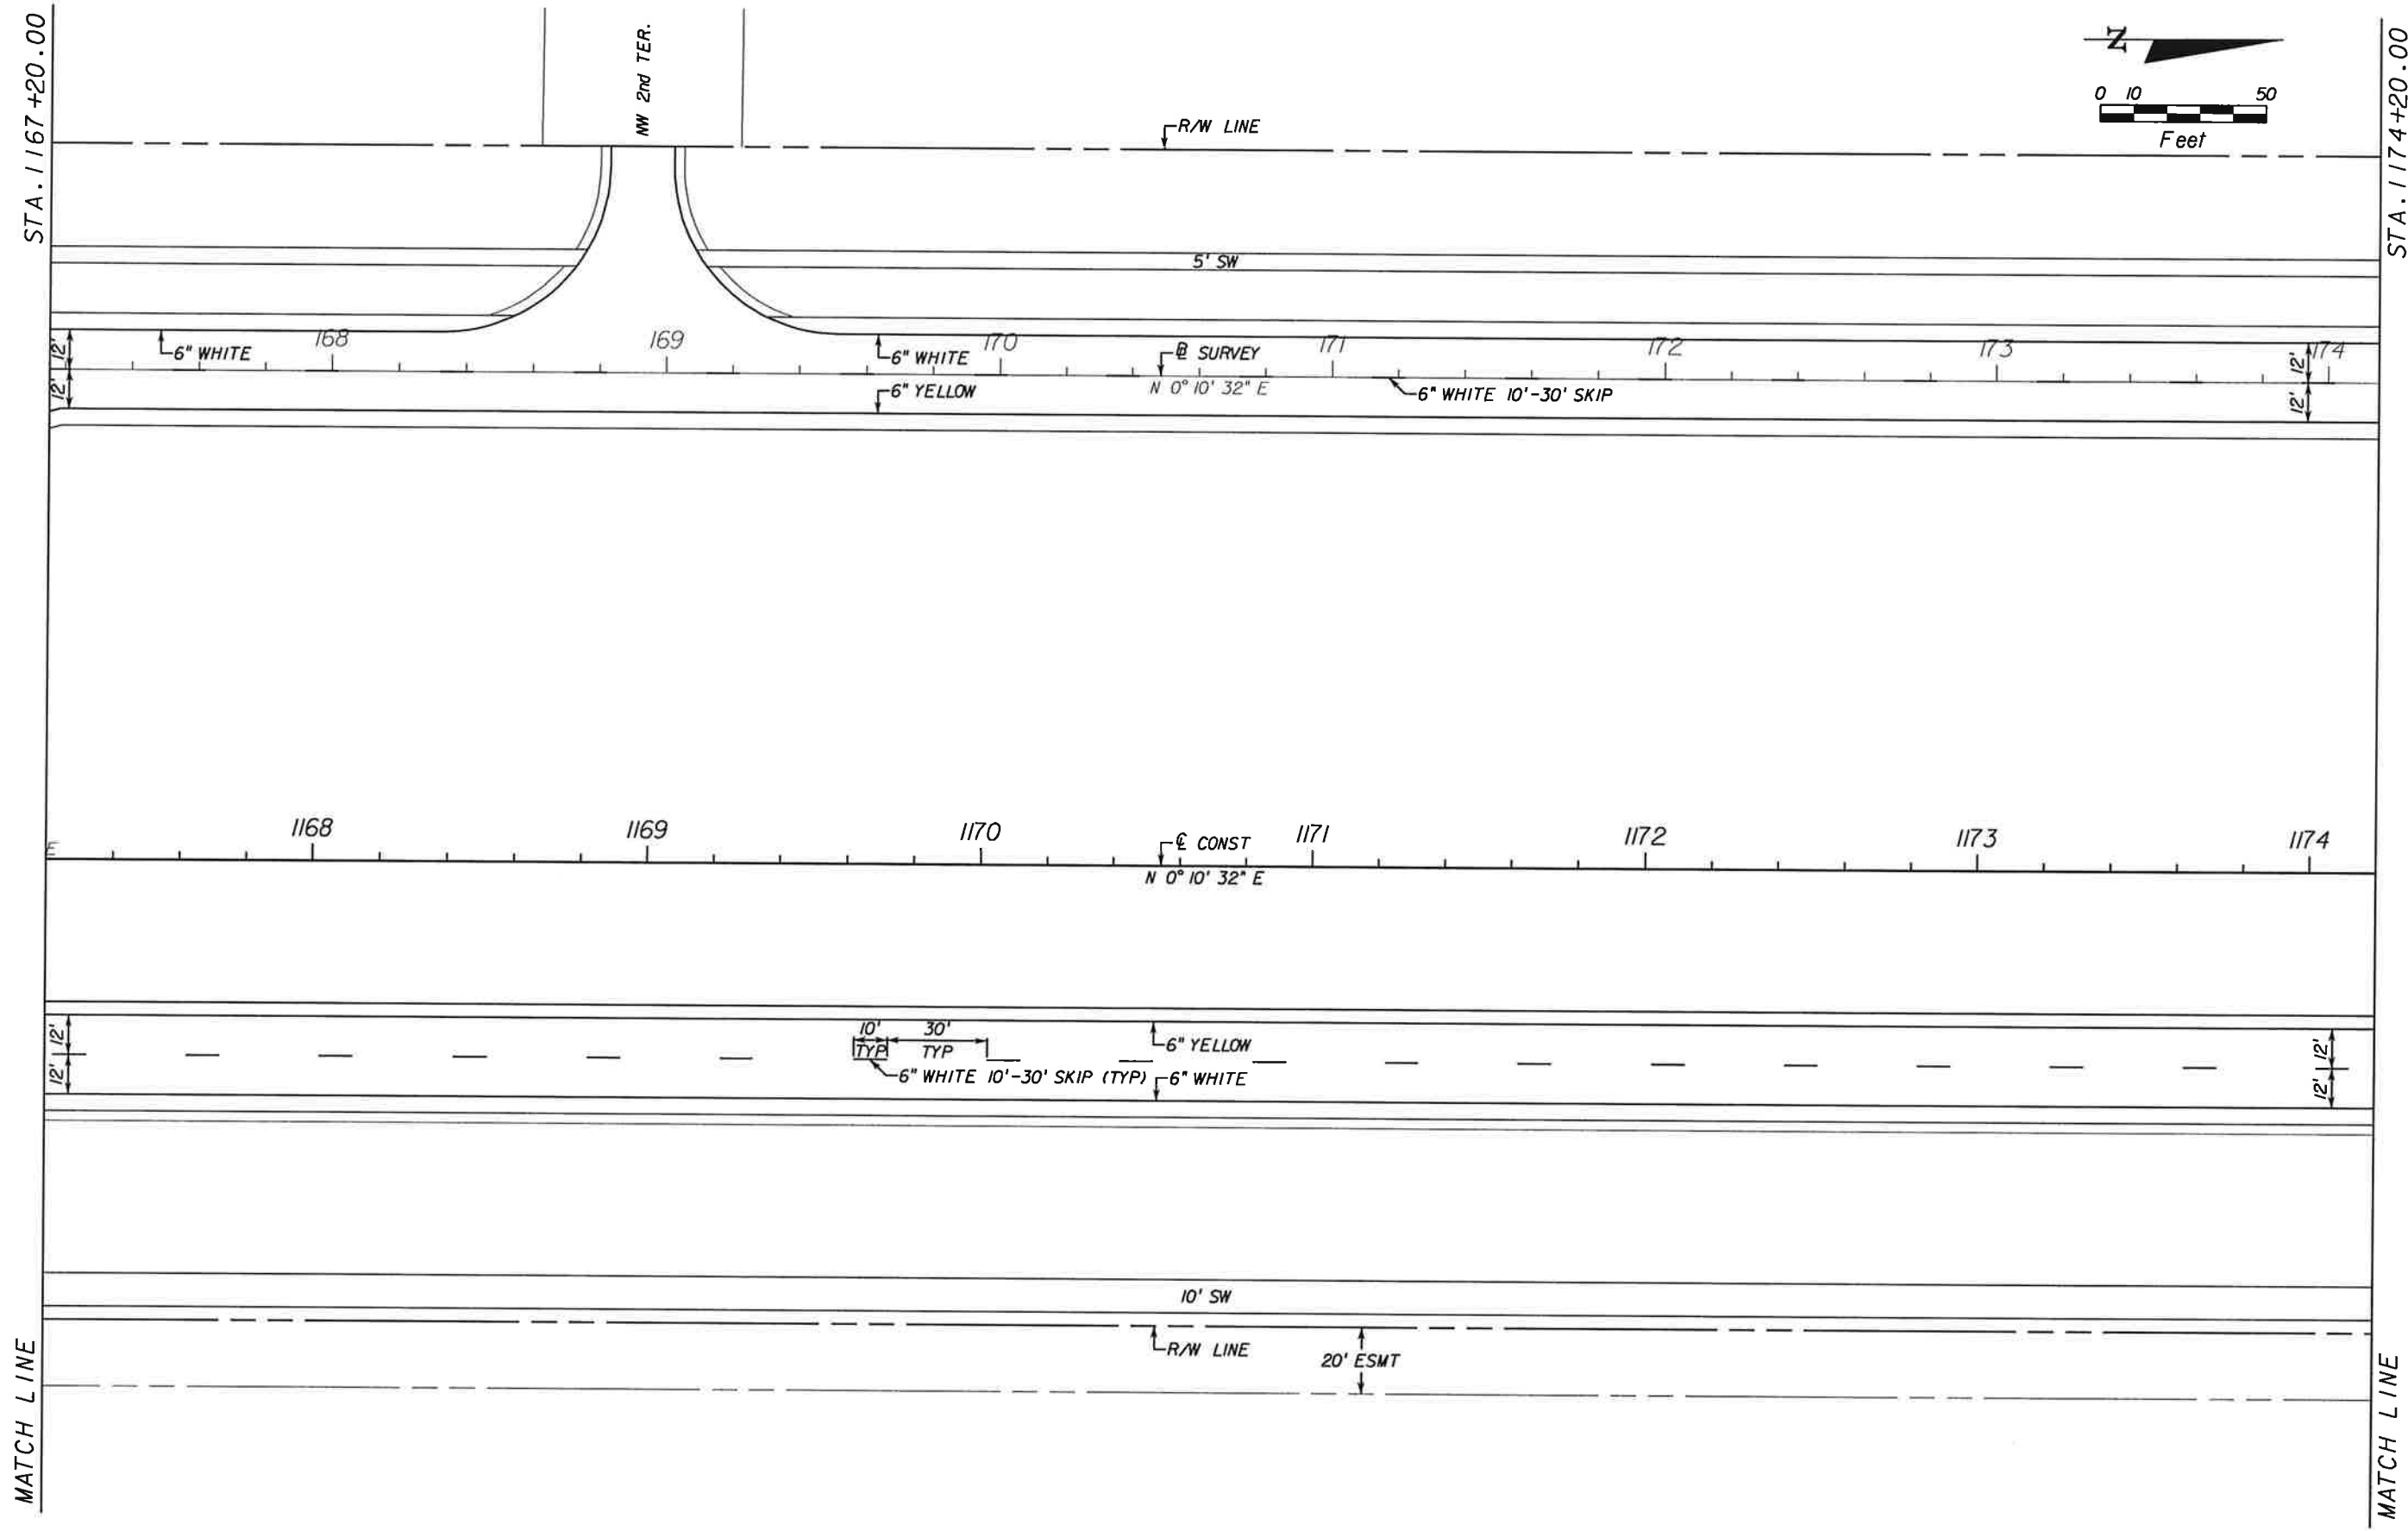 STA. 1167+20.00
NW 2nd TER.
N
0 10 50
Feet
STA. 1174+20.00
R/W LINE
5' SW
12'
6" WHITE
168
169
6" WHITE
170
℄ SURVEY
171
172
173
12'
174
12'
6" YELLOW
N 0° 10' 32" E
6" WHITE 10'-30' SKIP
12'
1168
1169
1170
℄ CONST
1171
1172
1173
1174
E
N 0° 10' 32" E
12'
10'
30'
TYP
TYP
6" YELLOW
12'
12'
6" WHITE 10'-30' SKIP (TYP)
6" WHITE
12'
10' SW
R/W LINE
20' ESMT
MATCH LINE
MATCH LINE